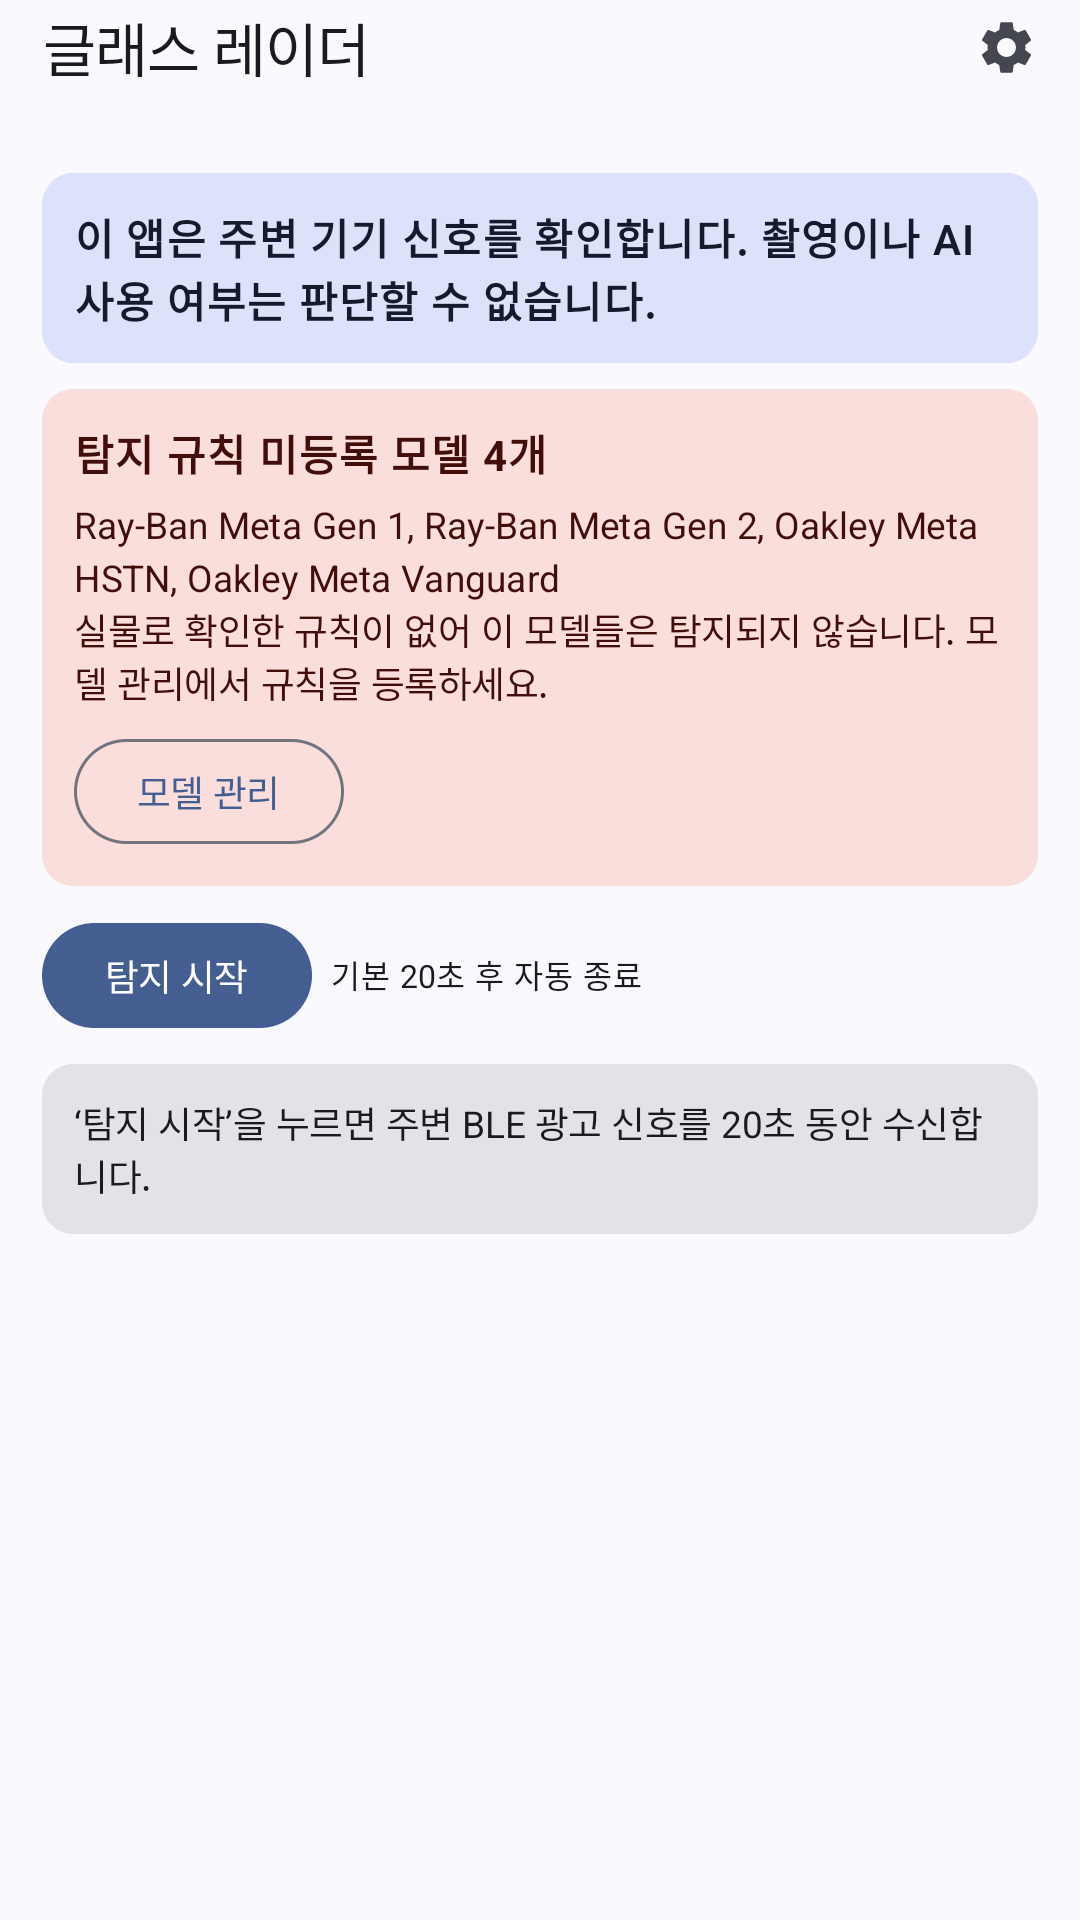 글래스 레이더
이 앱은 주변 기기 신호를 확인합니다. 촬영이나 AI
사용 여부는 판단할 수 없습니다.
탐지 규칙 미등록 모델 4개
Ray-Ban Meta Gen 1, Ray-Ban Meta Gen 2, Oakley Meta
HSTN, Oakley Meta Vanguard
실물로 확인한 규칙이 없어 이 모델들은 탐지되지 않습니다. 모
델 관리에서 규칙을 등록하세요.
모델 관리
탐지 시작
기본 20초 후 자동 종료
‘탐지 시작’을 누르면 주변 BLE 광고 신호를 20초 동안 수신합
니다.